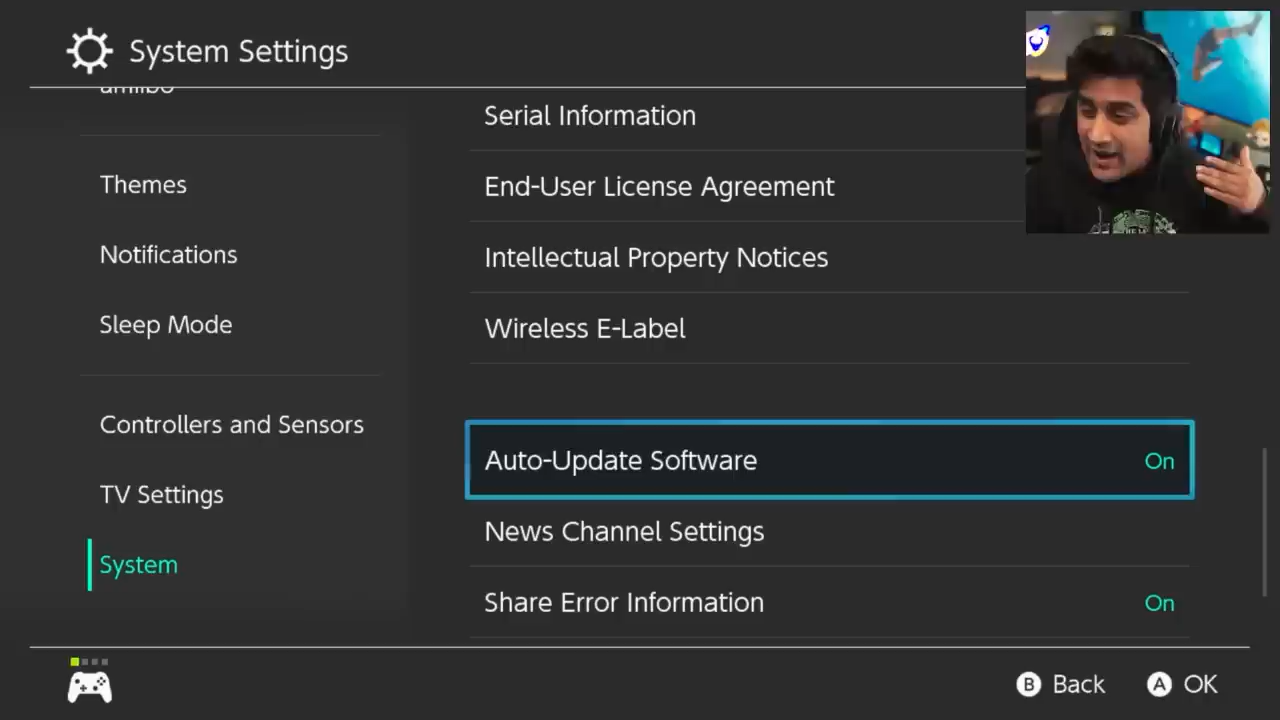 System Settings
amiibo
Themes
Notifications
Sleep Mode
Controllers and Sensors
TV Settings
System
Serial Information
End-User License Agreement
Intellectual Property Notices
Wireless E-Label
Auto-Update Software On
News Channel Settings
Share Error Information On
B Back
A OK